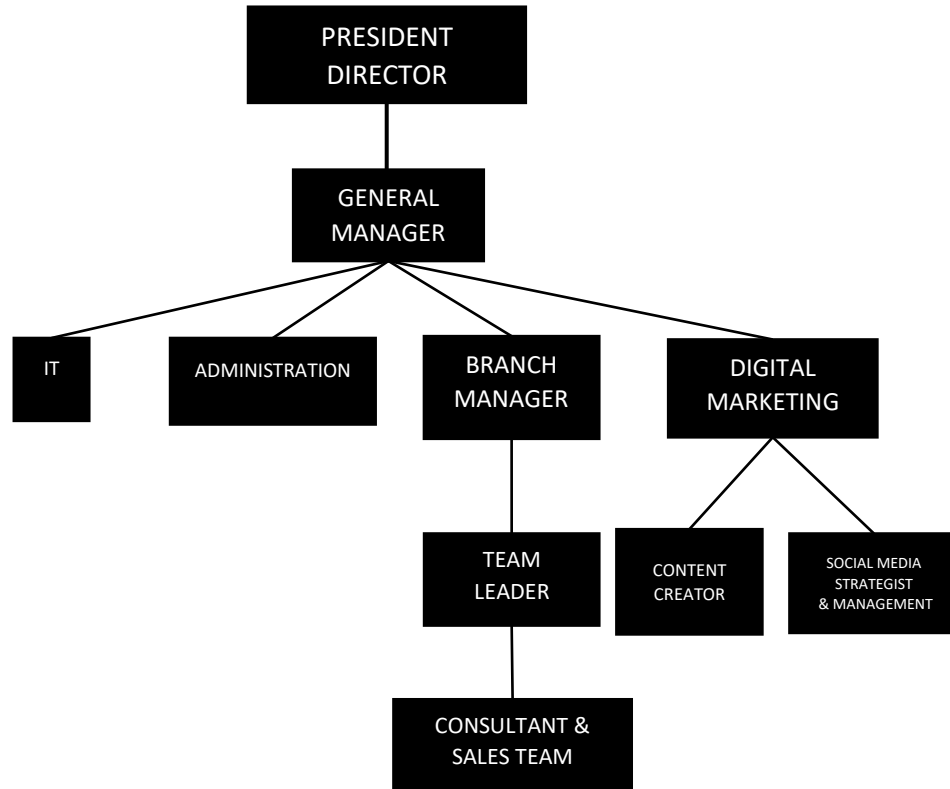 PRESIDENT
DIRECTOR
GENERAL
MANAGER
IT
ADMINISTRATION
BRANCH
MANAGER
DIGITAL
MARKETING
TEAM
LEADER
CONTENT
CREATOR
SOCIAL MEDIA
STRATEGIST
& MANAGEMENT
CONSULTANT &
SALES TEAM